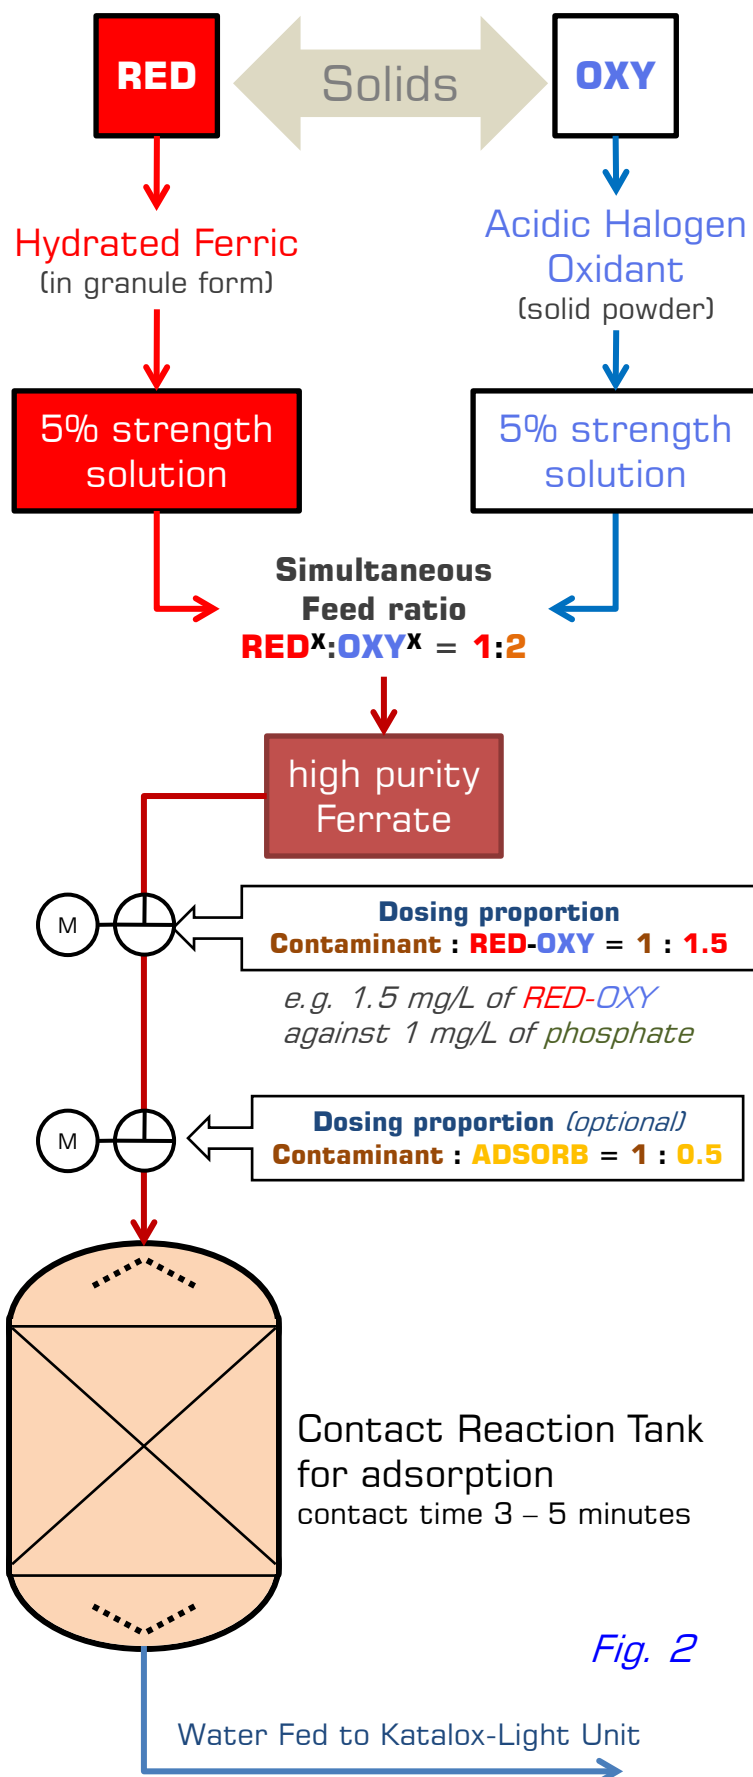 RED
Solids
OXY
Hydrated Ferric
(in granule form)
Acidic Halogen
Oxidant
(solid powder)
5% strength
solution
5% strength
solution
Simultaneous
Feed ratio
REDˣ:OXYˣ = 1:2
high purity
Ferrate
M
Dosing proportion
Contaminant : RED-OXY = 1 : 1.5
e.g. 1.5 mg/L of RED-OXY
against 1 mg/L of phosphate
M
Dosing proportion (optional)
Contaminant : ADSORB = 1 : 0.5
Contact Reaction Tank
for adsorption
contact time 3 – 5 minutes
Fig. 2
Water Fed to Katalox-Light Unit